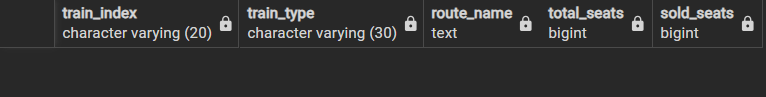 train_index train_type route_name total_seats sold_seats
character varying (20) character varying (30) text bigint bigint